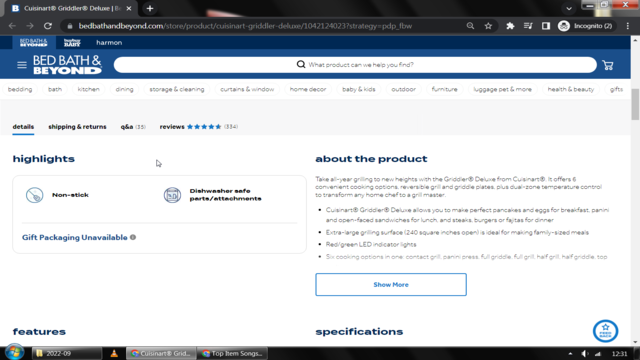 Cuisinart® Griddler® Deluxe | Be
bedbathandbeyond.com/store/product/cuisinart-griddler-deluxe/1042124023?strategy=pdp_fbw
Incognito (2)
BED BATH & BEYOND
harmon
BED BATH &
BEYOND
What product can we help you find?
bedding bath kitchen dining storage & cleaning curtains & window home decor baby & kids outdoor furniture luggage pet & more health & beauty gifts
details shipping & returns q&a (35) reviews (334)
highlights
Non-stick
Dishwasher safe
parts/attachments
Gift Packaging Unavailable
about the product
Take all-year grilling to new heights with the Griddler® Deluxe from Cuisinart®. It offers 6
convenient cooking options, reversible grill and griddle plates, plus dual-zone temperature control
to transform any home chef to a grill master.
• Cuisinart® Griddler® Deluxe allows you to make perfect pancakes and eggs for breakfast, panini
and open-faced sandwiches for lunch, and steaks, burgers or fajitas for dinner
• Extra-large grilling surface (240 square inches open) is ideal for making family-sized meals
• Red/green LED indicator lights
• Six cooking options in one: contact grill, panini press, full griddle, full grill, half grill, half griddle, top
Show More
features
specifications
FEED
BACK
2022-09
Cuisinart® Grid...
Top Item Songs...
12:31